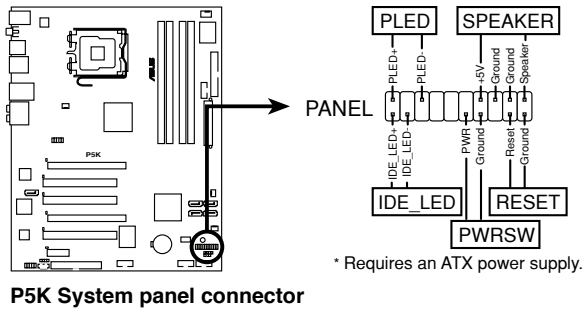 PLED SPEAKER
PLED+
PLED-
+5V
Ground
Ground
Speaker
PANEL
IDE_LED+
IDE_LED-
PWR
Ground
Reset
Ground
IDE_LED RESET
PWRSW
* Requires an ATX power supply.
ASUS
P5K
P5K System panel connector